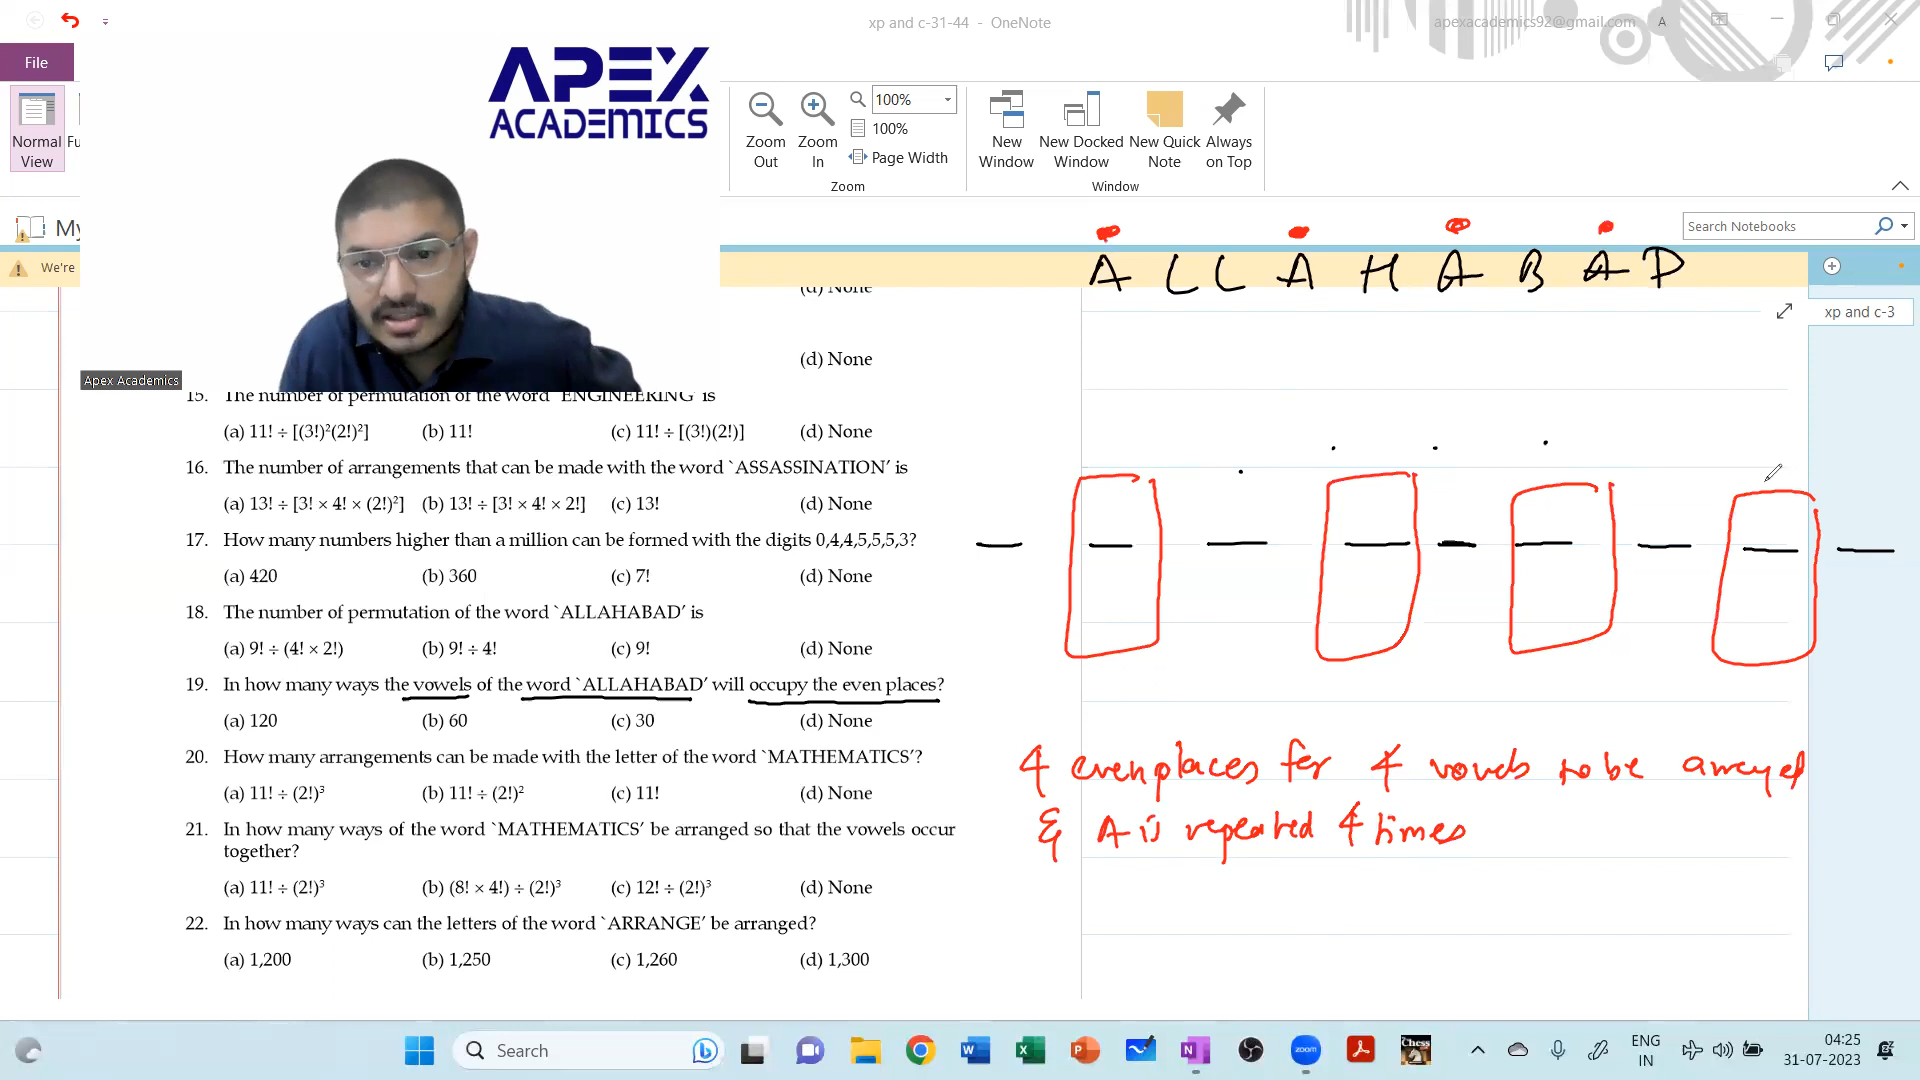 xp and c-31-44 - OneNote
apexacademics92@gmail.com A
File
APEX
ACADEMICS
100%
100%
Page Width
Normal
View
Fu
Zoom
Out
Zoom
In
Zoom
New
Window
New Docked
Window
New Quick
Note
Always
on Top
Window
My
Search Notebooks
We're
A L L A H A B A D
xp and c-3
(d) None
(d) None
Apex Academics
15. The number of permutation of the word `ENGINEERING' is
(a) 11! ÷ [(3!)²(2!)²] (b) 11! (c) 11! ÷ [(3!)(2!)] (d) None
16. The number of arrangements that can be made with the word `ASSASSINATION' is
(a) 13! ÷ [3! × 4! × (2!)²] (b) 13! ÷ [3! × 4! × 2!] (c) 13! (d) None
17. How many numbers higher than a million can be formed with the digits 0,4,4,5,5,5,3?
(a) 420 (b) 360 (c) 7! (d) None
18. The number of permutation of the word `ALLAHABAD' is
(a) 9! ÷ (4! × 2!) (b) 9! ÷ 4! (c) 9! (d) None
19. In how many ways the vowels of the word `ALLAHABAD' will occupy the even places?
(a) 120 (b) 60 (c) 30 (d) None
20. How many arrangements can be made with the letter of the word `MATHEMATICS'?
(a) 11! ÷ (2!)³ (b) 11! ÷ (2!)² (c) 11! (d) None
21. In how many ways of the word `MATHEMATICS' be arranged so that the vowels occur
together?
(a) 11! ÷ (2!)³ (b) (8! × 4!) ÷ (2!)³ (c) 12! ÷ (2!)³ (d) None
22. In how many ways can the letters of the word `ARRANGE' be arranged?
(a) 1,200 (b) 1,250 (c) 1,260 (d) 1,300
4 even places for 4 vowels to be
& A is repeated 4 times
Search
zoom
Chess
ENG
IN
04:25
31-07-2023